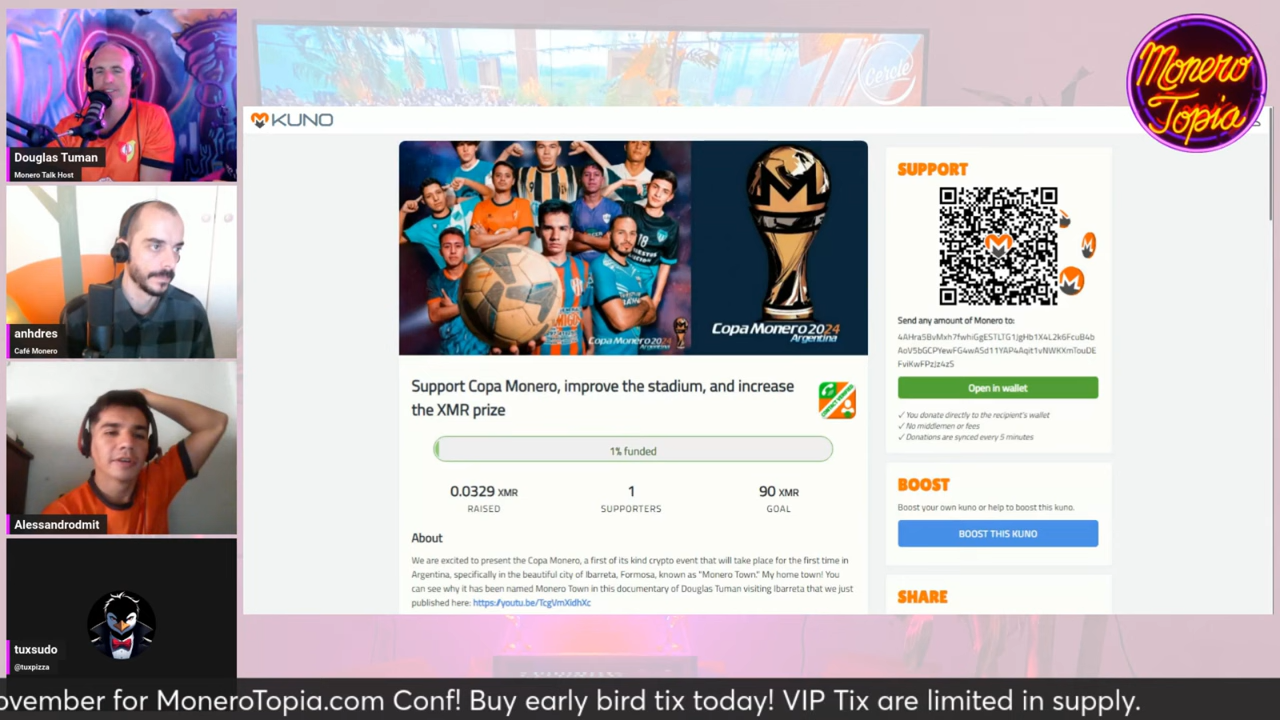 Cercle
Monero
Topia
KUNO
Douglas Tuman
Monero Talk Host
anhdres
Café Monero
Alessandrodmit
tuxsudo
@tuxpizza
18
Copa Monero 2024
Argentina
Copa Monero 2024
Argentina
Support Copa Monero, improve the stadium, and increase
the XMR prize
1% funded
0.0329 XMR
RAISED
1
SUPPORTERS
90 XMR
GOAL
About
We are excited to present the Copa Monero, a first of its kind crypto event that will take place for the first time in
Argentina, specifically in the beautiful city of Ibarreta, Formosa, known as "Monero Town." My home town! You
can see why it has been named Monero Town in this documentary of Douglas Tuman visiting Ibarreta that we just
published here: https://youtu.be/TcgVmXidhXc
SUPPORT
Send any amount of Monero to:
✓ You donate directly to the recipient's wallet
✓ No middlemen or fees
✓ Donations are synced every 5 minutes
Open in wallet
BOOST
Boost your own kuno or help to boost this kuno.
BOOST THIS KUNO
SHARE
ovember for MoneroTopia.com Conf! Buy early bird tix today! VIP Tix are limited in supply.